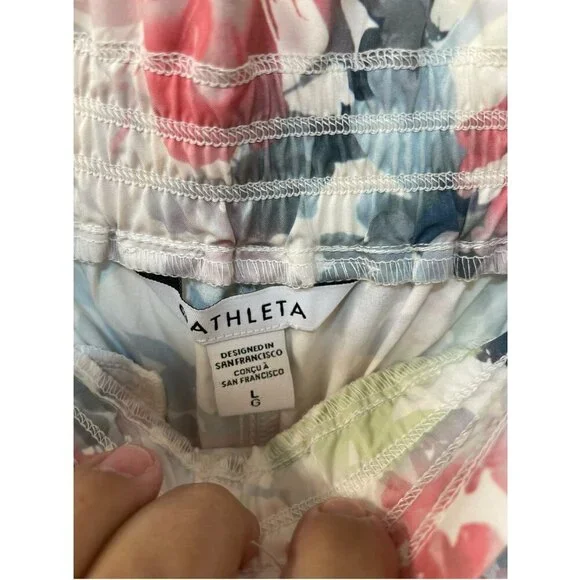 ATHLETA
DESIGNED IN
SAN FRANCISCO
CONÇU À
SAN FRANCISCO
L
G